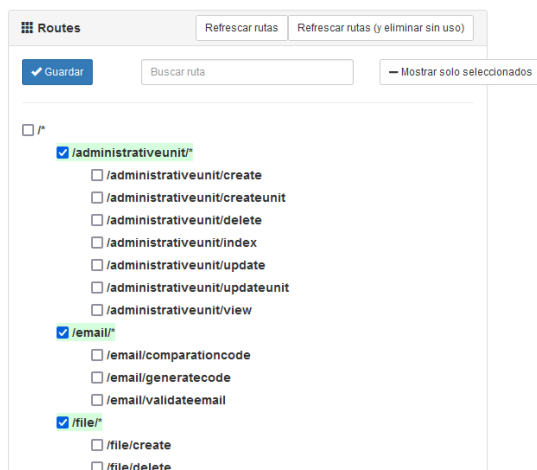 Routes
Refrescar rutas
Refrescar rutas (y eliminar sin uso)
Guardar
Buscar ruta
Mostrar solo seleccionados
/*
/administrativeunit/*
/administrativeunit/create
/administrativeunit/createunit
/administrativeunit/delete
/administrativeunit/index
/administrativeunit/update
/administrativeunit/updateunit
/administrativeunit/view
/email/*
/email/comparationcode
/email/generatecode
/email/validateemail
/file/*
/file/create
/file/delete